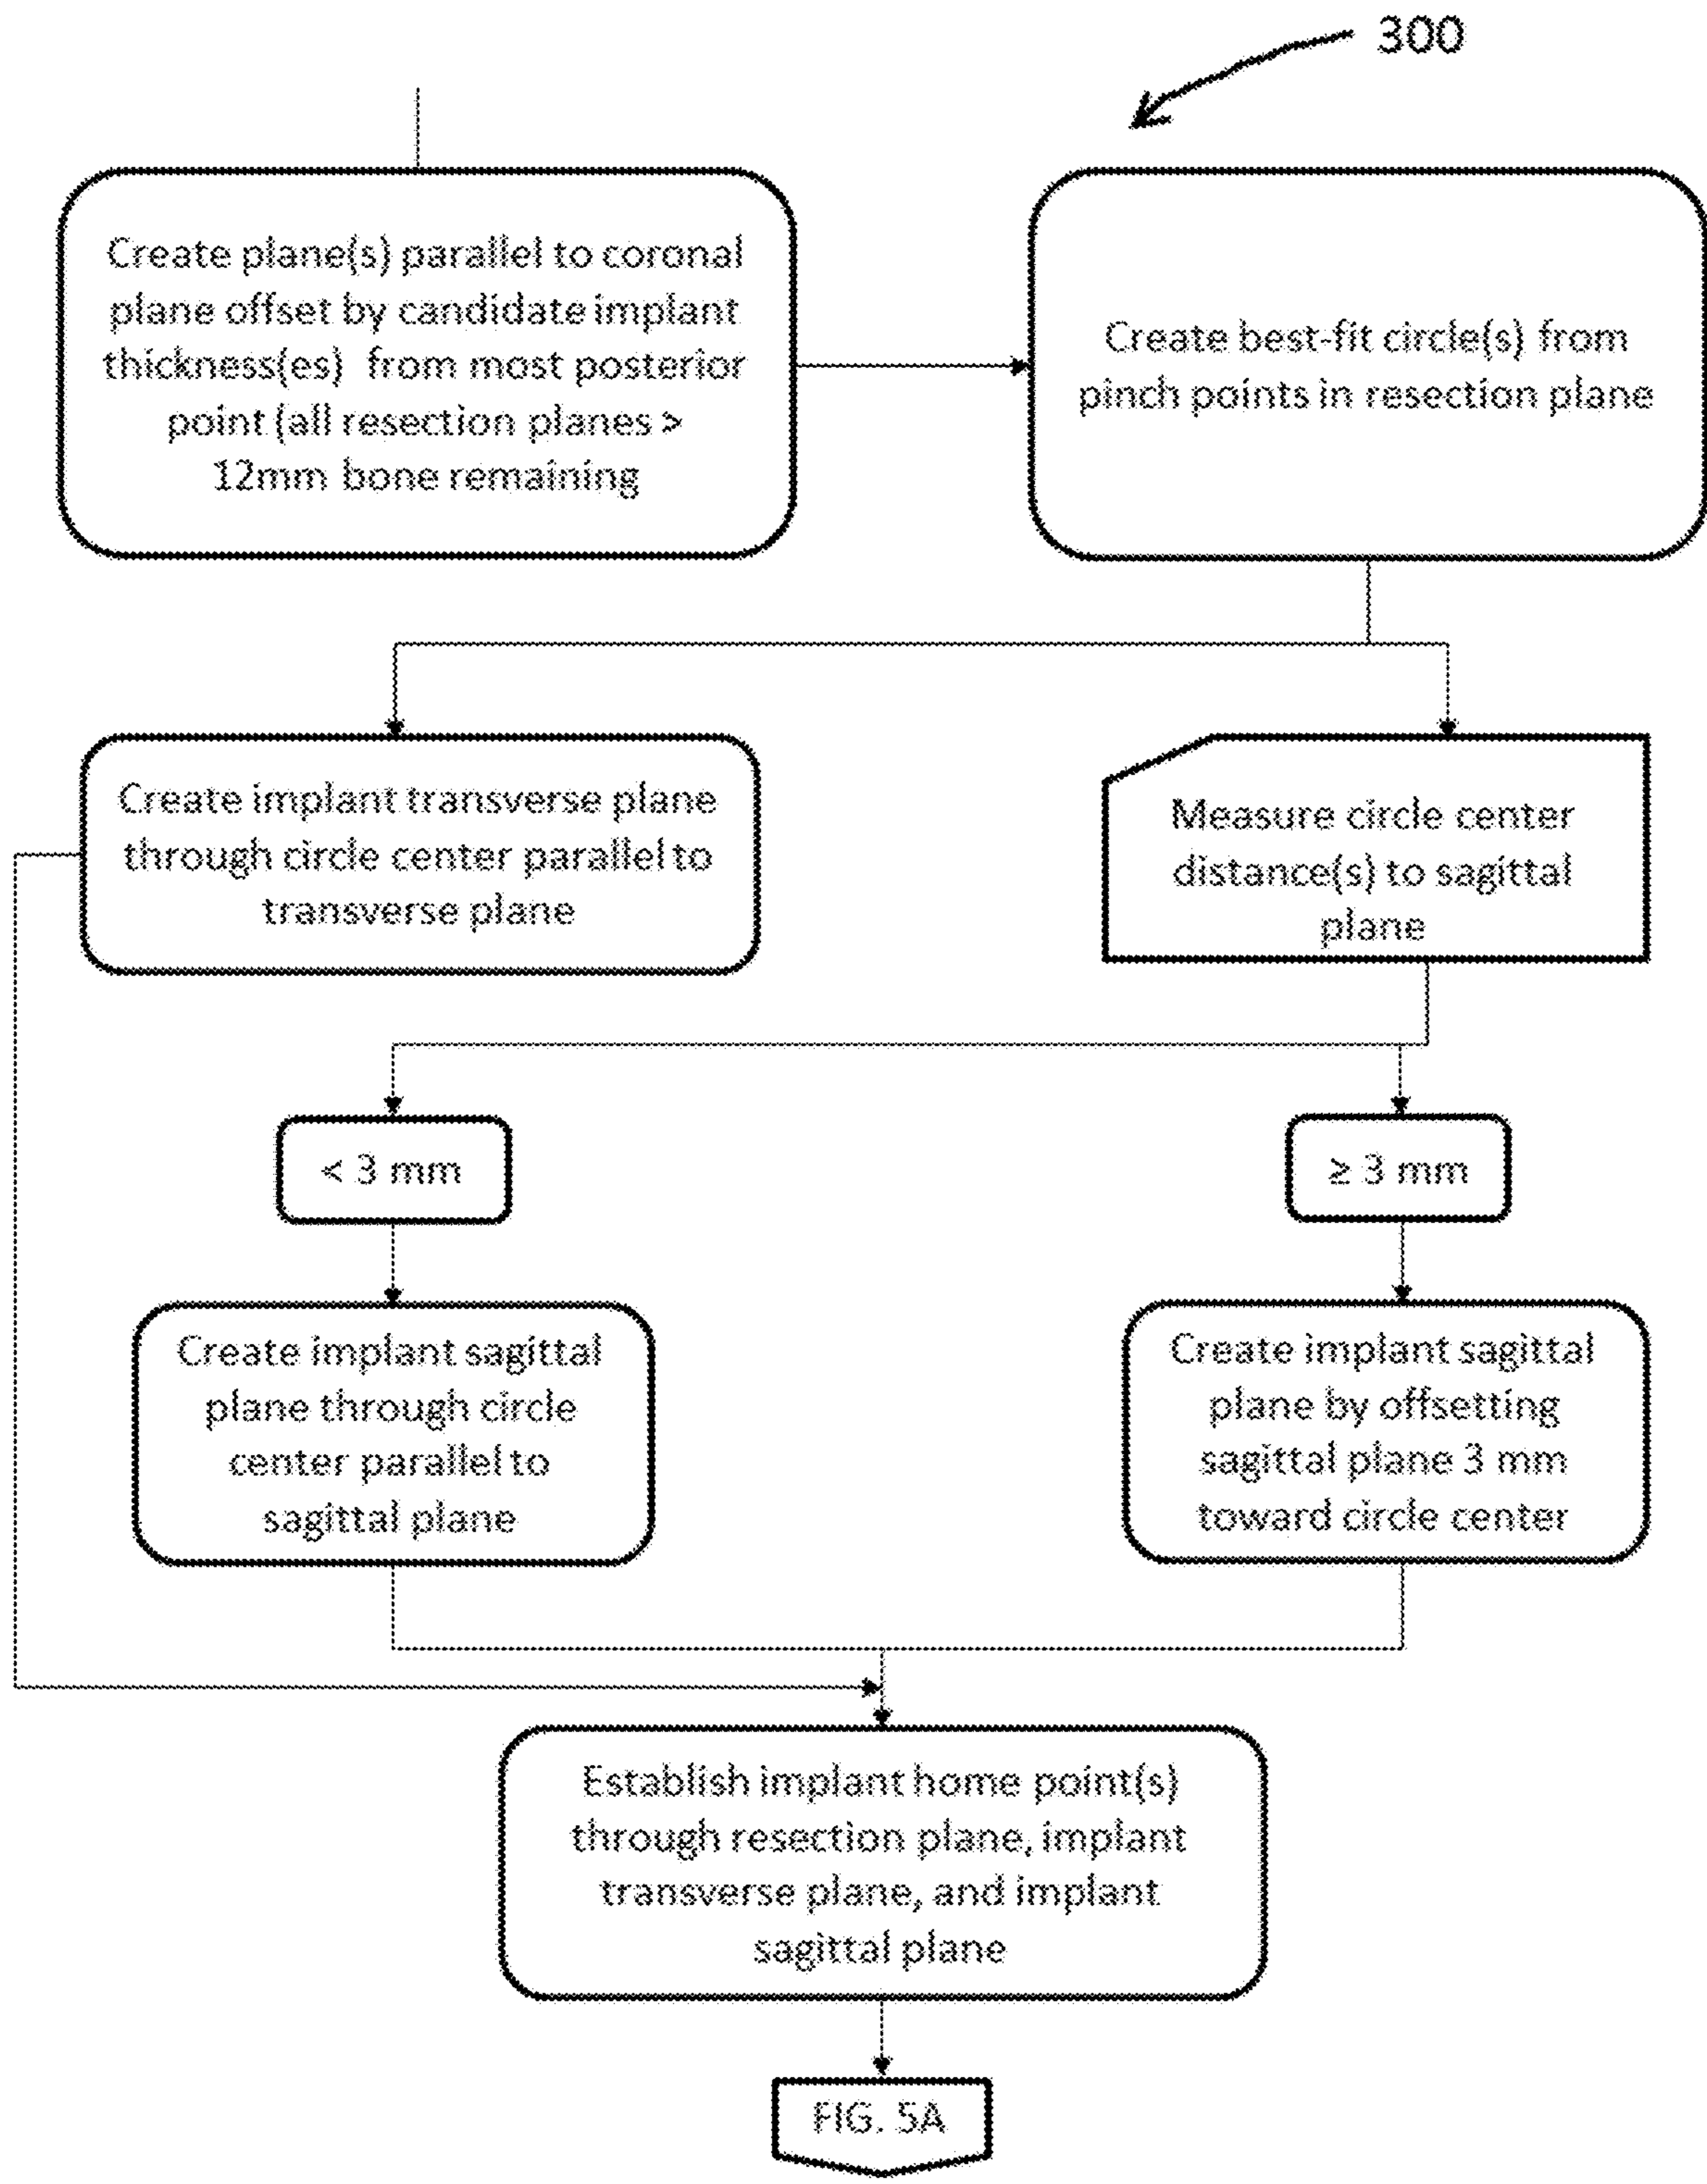 300
Create plane(s) parallel to coronal
plane offset by candidate implant
thickness(es)  from most posterior
point (all resection planes >
12mm bone remaining
Create best-fit circle(s) from
pinch points in resection plane
Create implant transverse plane
through circle center parallel to
transverse plane
Measure circle center
distance(s) to sagittal
plane
< 3 mm
≥ 3 mm
Create implant sagittal
plane through circle
center parallel to
sagittal plane
Create implant sagittal
plane by offsetting
sagittal plane 3 mm
toward circle center
Establish implant home point(s)
through resection plane, implant
transverse plane, and implant
sagittal plane
FIG. 5A